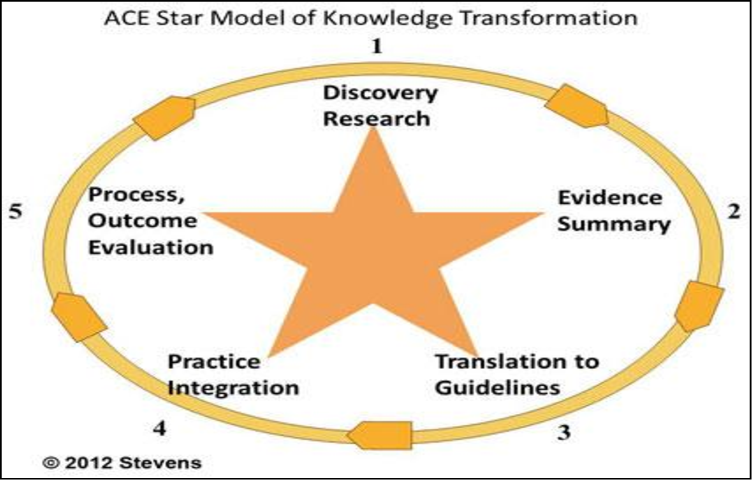 ACE Star Model of Knowledge Transformation
1
Discovery
Research
Evidence
Summary
2
Translation to
Guidelines
3
Practice
Integration
4
Process,
Outcome
Evaluation
5
© 2012 Stevens